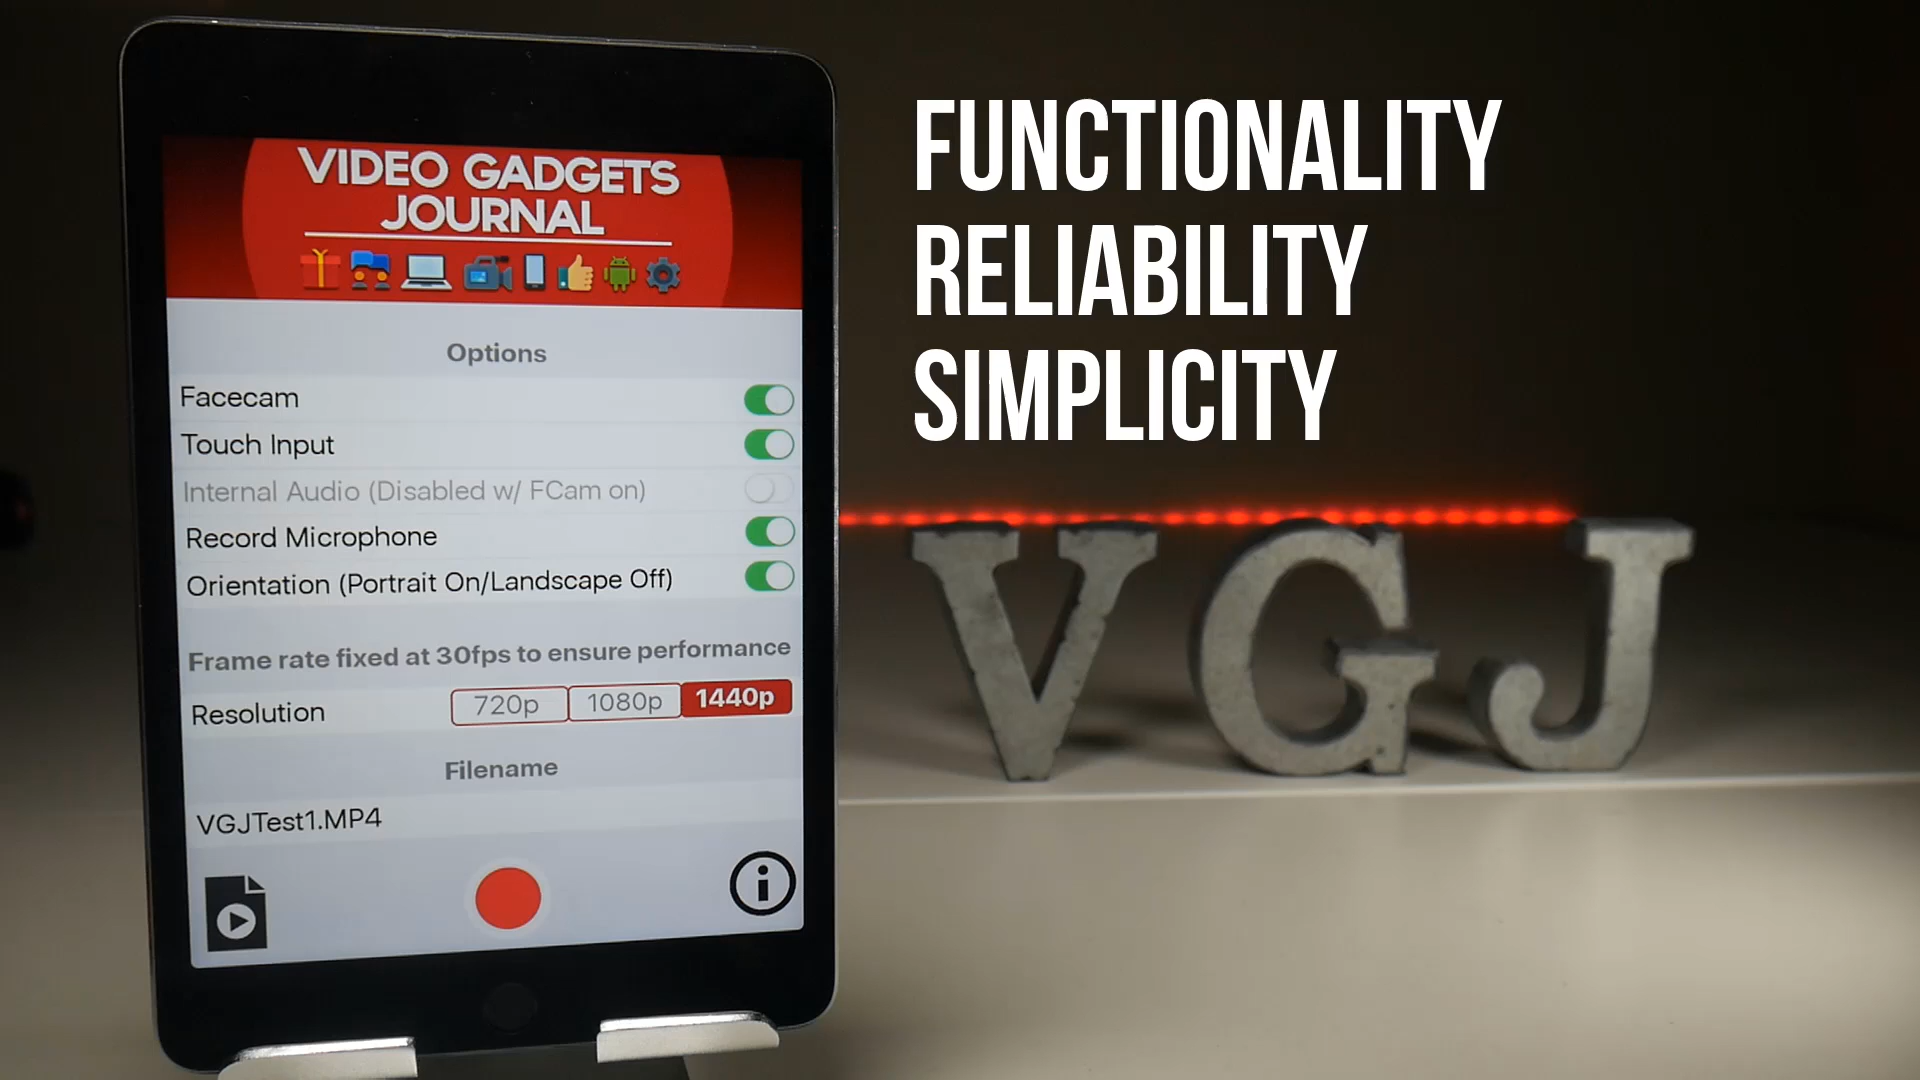 VIDEO GADGETS
JOURNAL
Options
Facecam
Touch Input
Internal Audio (Disabled w/ FCam on)
Record Microphone
Orientation (Portrait On/Landscape Off)
Frame rate fixed at 30fps to ensure performance
Resolution 720p 1080p 1440p
Filename
VGJTest1.MP4
FUNCTIONALITY
RELIABILITY
SIMPLICITY
VGJ